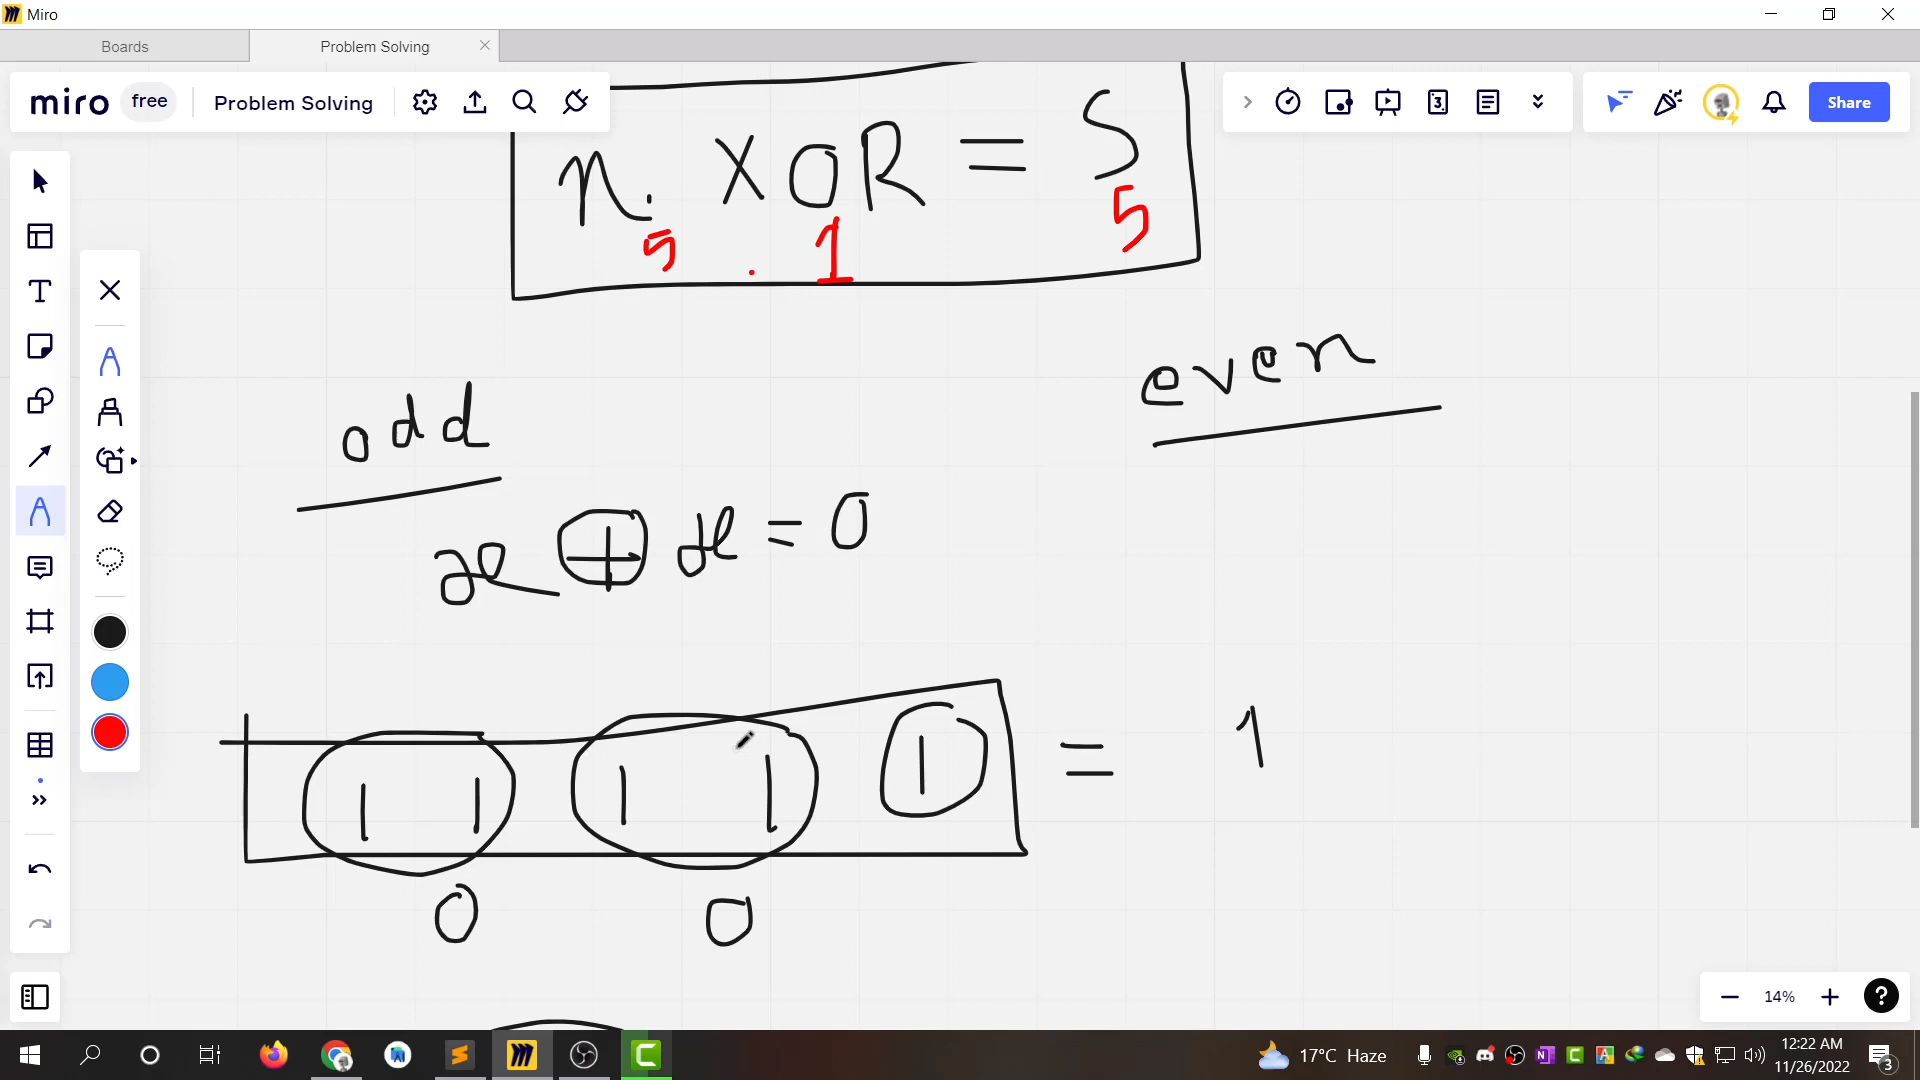 Miro
Boards
Problem Solving
miro free Problem Solving
Share
n. XOR = S
5 . 1 5
even
odd
x ⊕ x = 0
1 1 1 1 1 = 1
0 0
14%
17°C Haze
12:22 AM
11/26/2022
3